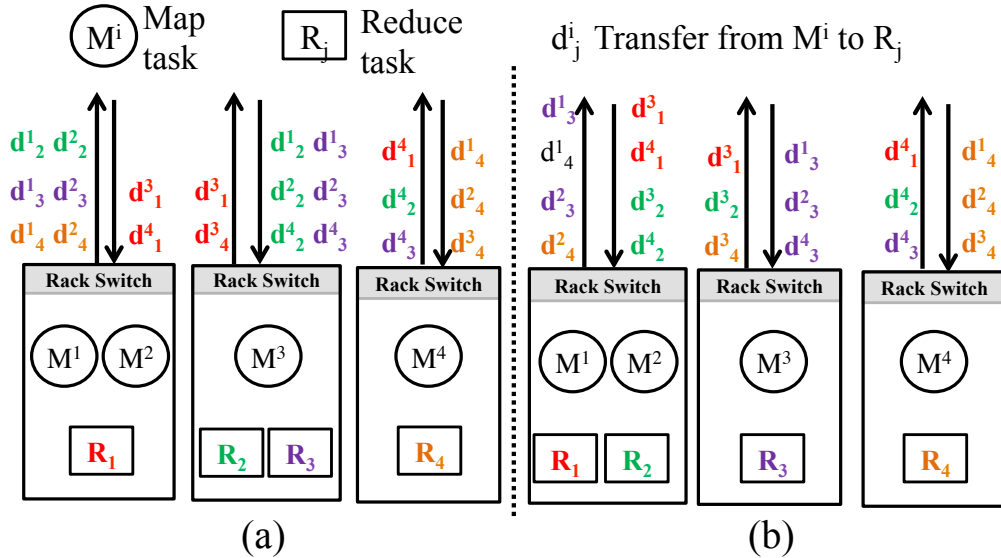 Mⁱ Map task
R_j Reduce task
dⁱ_j Transfer from Mⁱ to R_j
d¹₂ d²₂
d¹₃ d²₃
d¹₄ d²₄
d³₁
d⁴₁
d³₁
d³₄
d¹₂ d¹₃
d²₂ d²₃
d⁴₂ d⁴₃
d⁴₁
d⁴₂
d⁴₃
d¹₄
d²₄
d³₄
d¹₃
d¹₄
d²₃
d²₄
d³₁
d⁴₁
d³₂
d⁴₂
d³₁
d³₂
d³₄
d¹₃
d²₃
d⁴₃
d⁴₁
d⁴₂
d⁴₃
d¹₄
d²₄
d³₄
Rack Switch
Rack Switch
Rack Switch
Rack Switch
Rack Switch
Rack Switch
M¹ M²
M³
M⁴
M¹ M²
M³
M⁴
R₁
R₂ R₃
R₄
R₁ R₂
R₃
R₄
(a)
(b)